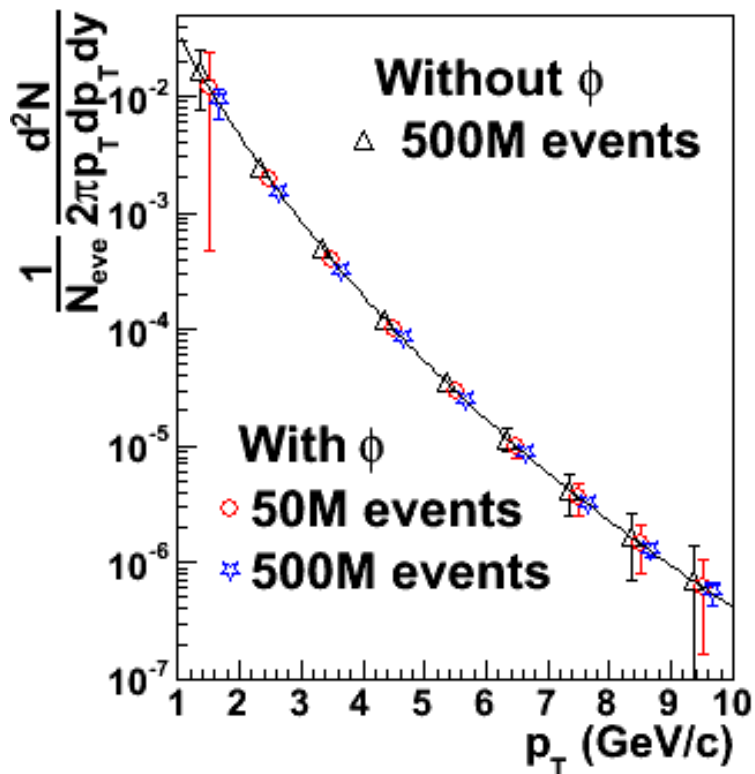 1 d²N
N_eve 2πp_T dp_T dy
Without ϕ
500M events
With ϕ
50M events
500M events
10⁻²
10⁻³
10⁻⁴
10⁻⁵
10⁻⁶
10⁻⁷
1 2 3 4 5 6 7 8 9 10
p_T (GeV/c)